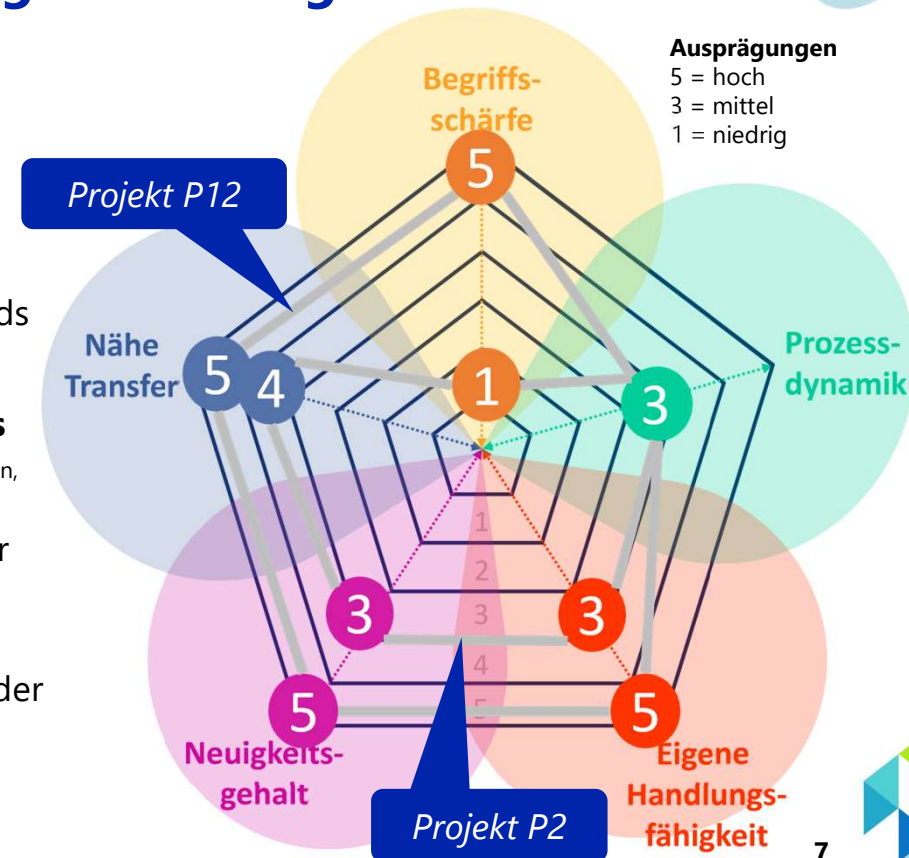 Ausprägungen
5 = hoch
3 = mittel
1 = niedrig
Begriffs-
schärfe
5
Projekt P12
Nähe
Transfer
5
4
1
3
Prozess-
dynamik
ds
s
n,
r
der
1
2
3
4
5
3
3
5
5
Neuigkeits-
gehalt
Eigene
Handlungs-
fähigkeit
Projekt P2
7